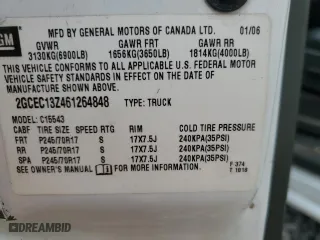 GM
MFD BY GENERAL MOTORS OF CANADA LTD. 01/06
GVWR GAWR FRT GAWR RR
3130KG(6900LB) 1656KG(3650LB) 1814KG(4000LB)
THIS VEHICLE CONFORMS TO ALL APPLICABLE U.S. FEDERAL MOTOR
VEHICLE SAFETY STANDARDS IN EFFECT ON THE DATE OF
MANUFACTURE SHOWN ABOVE.
2GCEC13Z461264848 TYPE: TRUCK
MODEL: C15543
TIRE SIZE SPEED RTG RIM COLD TIRE PRESSURE
FRT P245/70R17 S 17X7.5J 240KPA(35PSI)
RR P245/70R17 S 17X7.5J 240KPA(35PSI)
SPA P245/70R17 S 17X7.5J 240KPA(35PSI)
SEE OWNER'S MANUAL FOR MORE INFORMATION
F 374
T 1819
DREAMBID